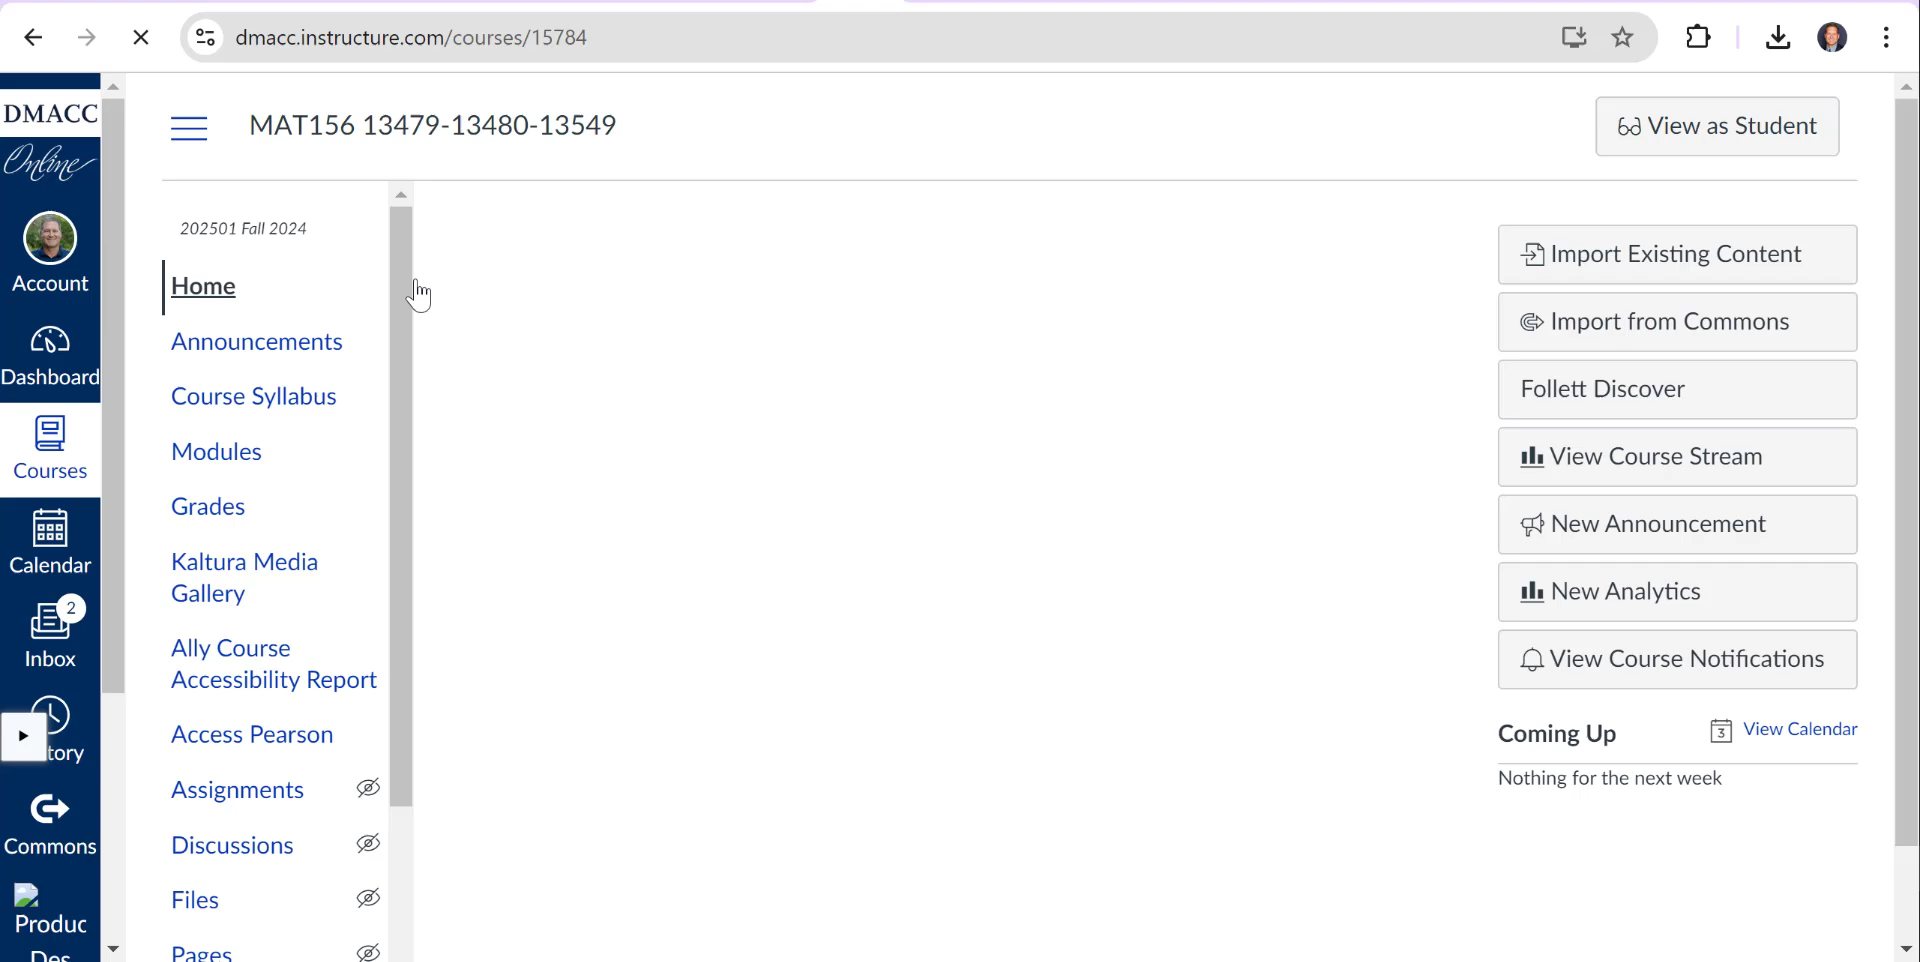 dmacc.instructure.com/courses/15784
DMACC
Online
Account
Dashboard
Courses
Calendar
2
Inbox
tory
Commons
Produc
Des
MAT156 13479-13480-13549
View as Student
202501 Fall 2024
Home
Announcements
Course Syllabus
Modules
Grades
Kaltura Media
Gallery
Ally Course
Accessibility Report
Access Pearson
Assignments
Discussions
Files
Pages
Import Existing Content
Import from Commons
Follett Discover
View Course Stream
New Announcement
New Analytics
View Course Notifications
Coming Up
3
View Calendar
Nothing for the next week